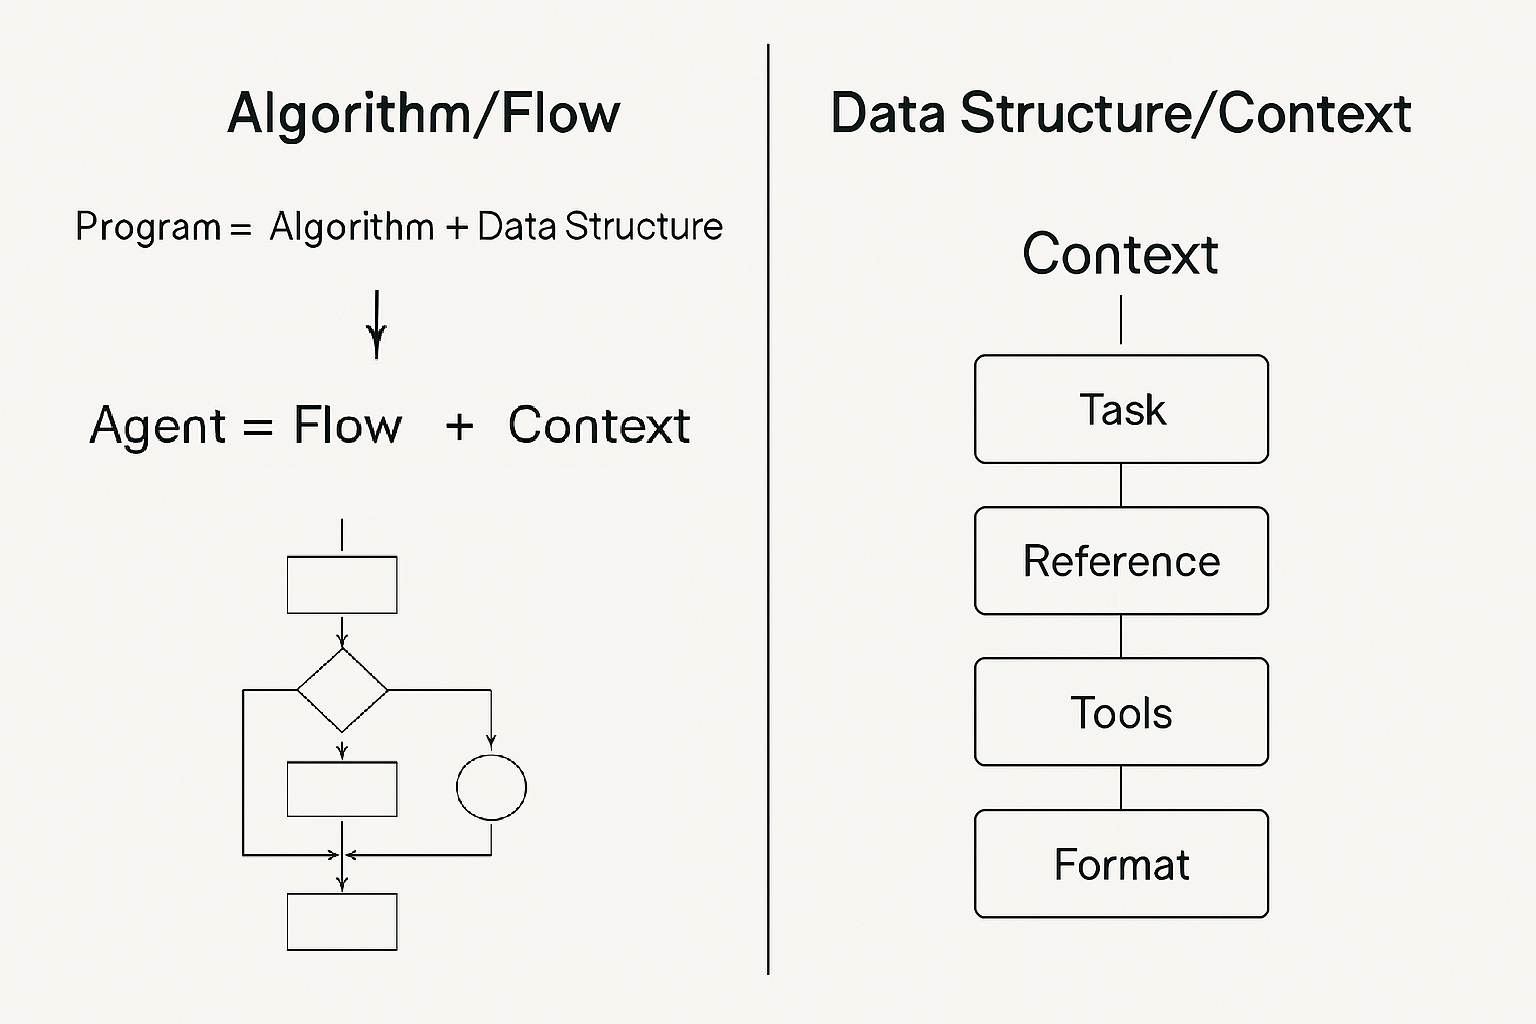 Algorithm/Flow
Program = Algorithm + Data Structure
Agent = Flow + Context
Data Structure/Context
Context
Task
Reference
Tools
Format